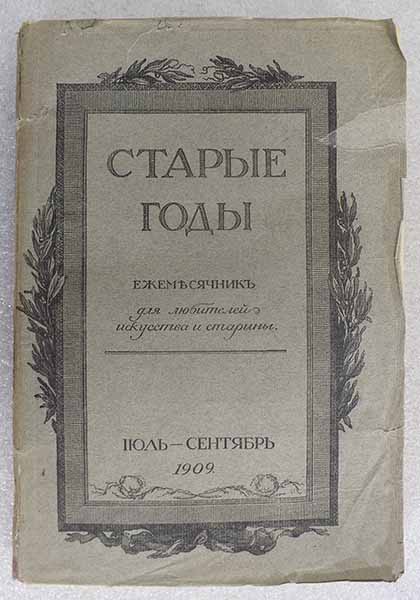 СТАРЫЕ
ГОДЫ
ЕЖЕМѢСЯЧНИКЪ
для любителей
искусства и старины.
ІЮЛЬ — СЕНТЯБРЬ
1909